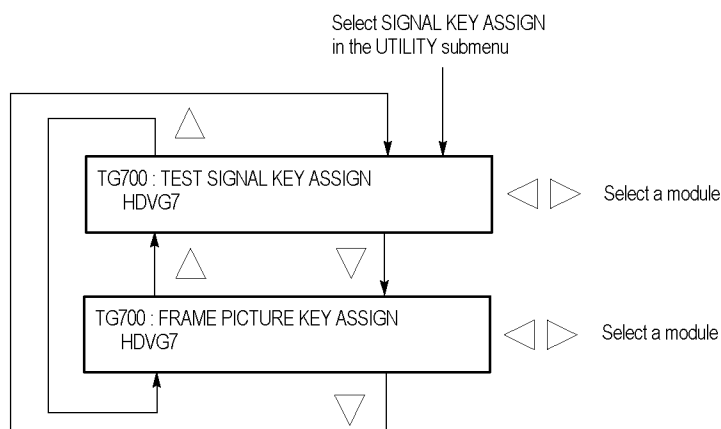 Select SIGNAL KEY ASSIGN
in the UTILITY submenu
TG700 : TEST SIGNAL KEY ASSIGN
HDVG7
Select a module
TG700 : FRAME PICTURE KEY ASSIGN
HDVG7
Select a module